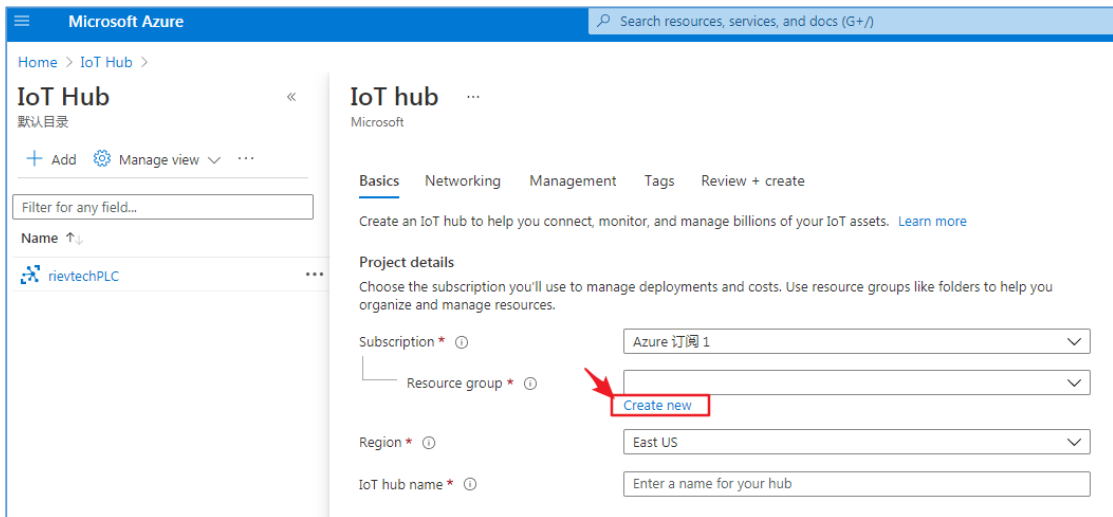 Microsoft Azure
Search resources, services, and docs (G+/)
Home > IoT Hub >
IoT Hub
默认目录
+ Add Manage view ...
Filter for any field...
Name ↑↓
rievtechPLC ...
IoT hub ...
Microsoft
Basics Networking Management Tags Review + create
Create an IoT hub to help you connect, monitor, and manage billions of your IoT assets. Learn more
Project details
Choose the subscription you'll use to manage deployments and costs. Use resource groups like folders to help you
organize and manage resources.
Subscription *
Azure 订阅 1
Resource group *
Create new
Region *
East US
IoT hub name *
Enter a name for your hub